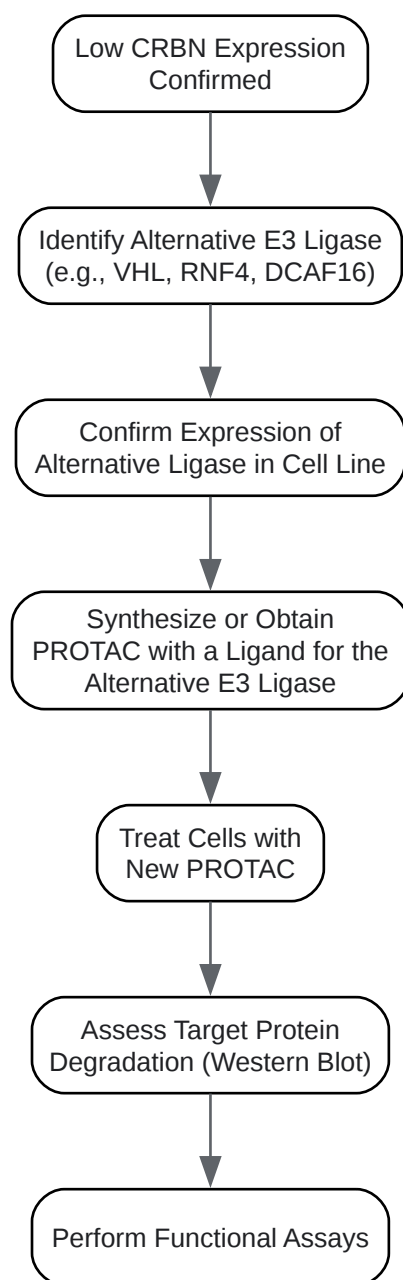 Low CRBN Expression
Confirmed
Identify Alternative E3 Ligase
(e.g., VHL, RNF4, DCAF16)
Confirm Expression of
Alternative Ligase in Cell Line
Synthesize or Obtain
PROTAC with a Ligand for the
Alternative E3 Ligase
Treat Cells with
New PROTAC
Assess Target Protein
Degradation (Western Blot)
Perform Functional Assays